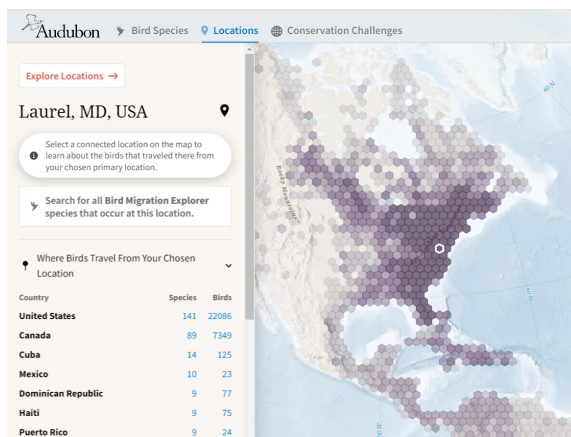 Audubon Bird Species Locations Conservation Challenges
Explore Locations →
Laurel, MD, USA
Select a connected location on the map to
learn about the birds that traveled there from
your chosen primary location.
Search for all Bird Migration Explorer
species that occur at this location.
Where Birds Travel From Your Chosen
Location
Country Species Birds
United States 141 22086
Canada 89 7349
Cuba 14 125
Mexico 10 23
Dominican Republic 9 77
Haiti 9 75
Puerto Rico 9 24
Rocky Mountains
60 N